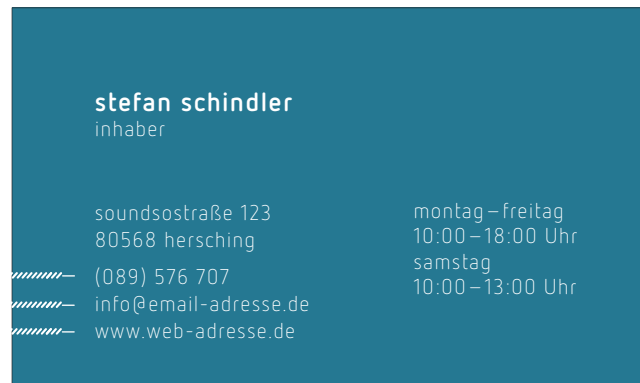 stefan schindler
inhaber
soundsostraße 123
80568 hersching
(089) 576 707
info@email-adresse.de
www.web-adresse.de
montag–freitag
10:00–18:00 Uhr
samstag
10:00–13:00 Uhr